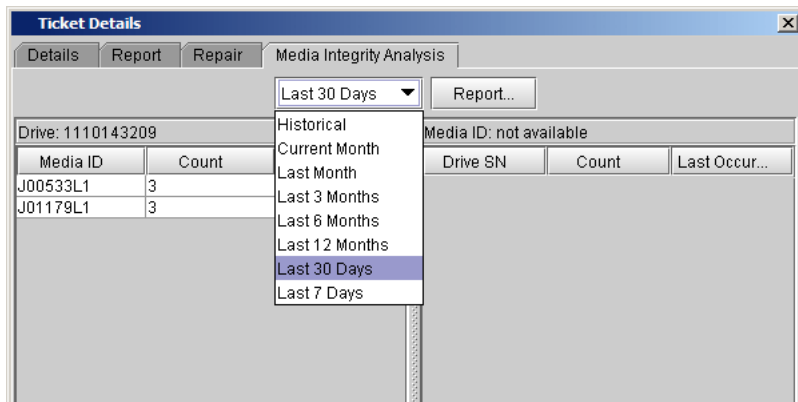 Ticket Details
Details Report Repair Media Integrity Analysis
Last 30 Days Report...
Drive: 1110143209 Media ID: not available
Media ID Count Drive SN Count Last Occur...
J00533L1 3
J01179L1 3
Historical
Current Month
Last Month
Last 3 Months
Last 6 Months
Last 12 Months
Last 30 Days
Last 7 Days